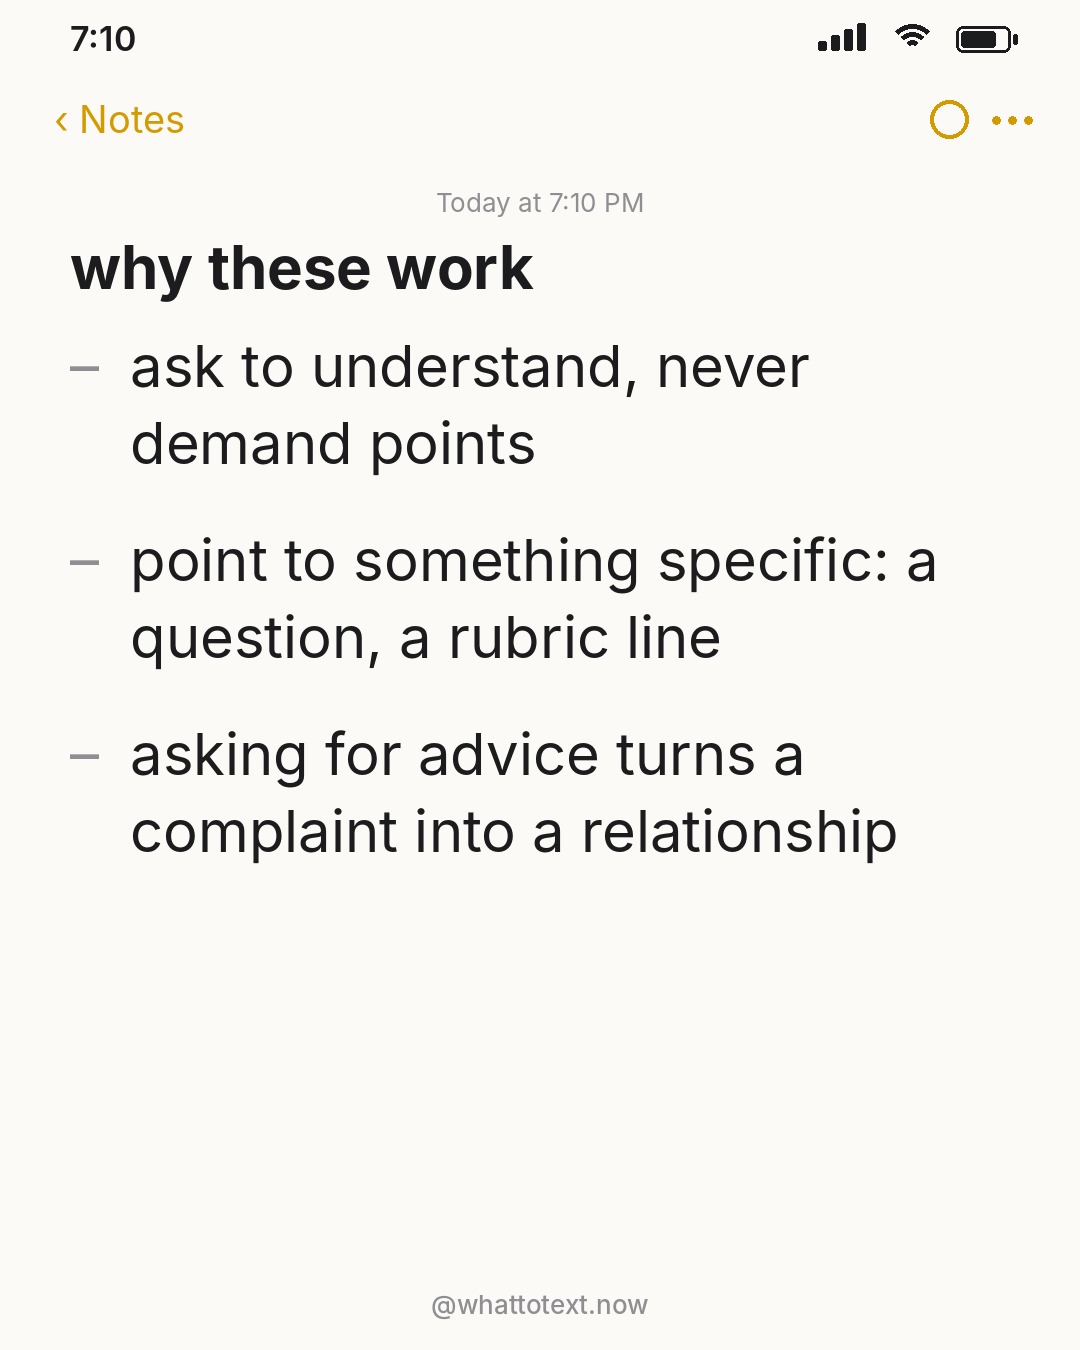 7:10
‹ Notes
Today at 7:10 PM
why these work
– ask to understand, never
demand points
– point to something specific: a
question, a rubric line
– asking for advice turns a
complaint into a relationship
@whattotext.now